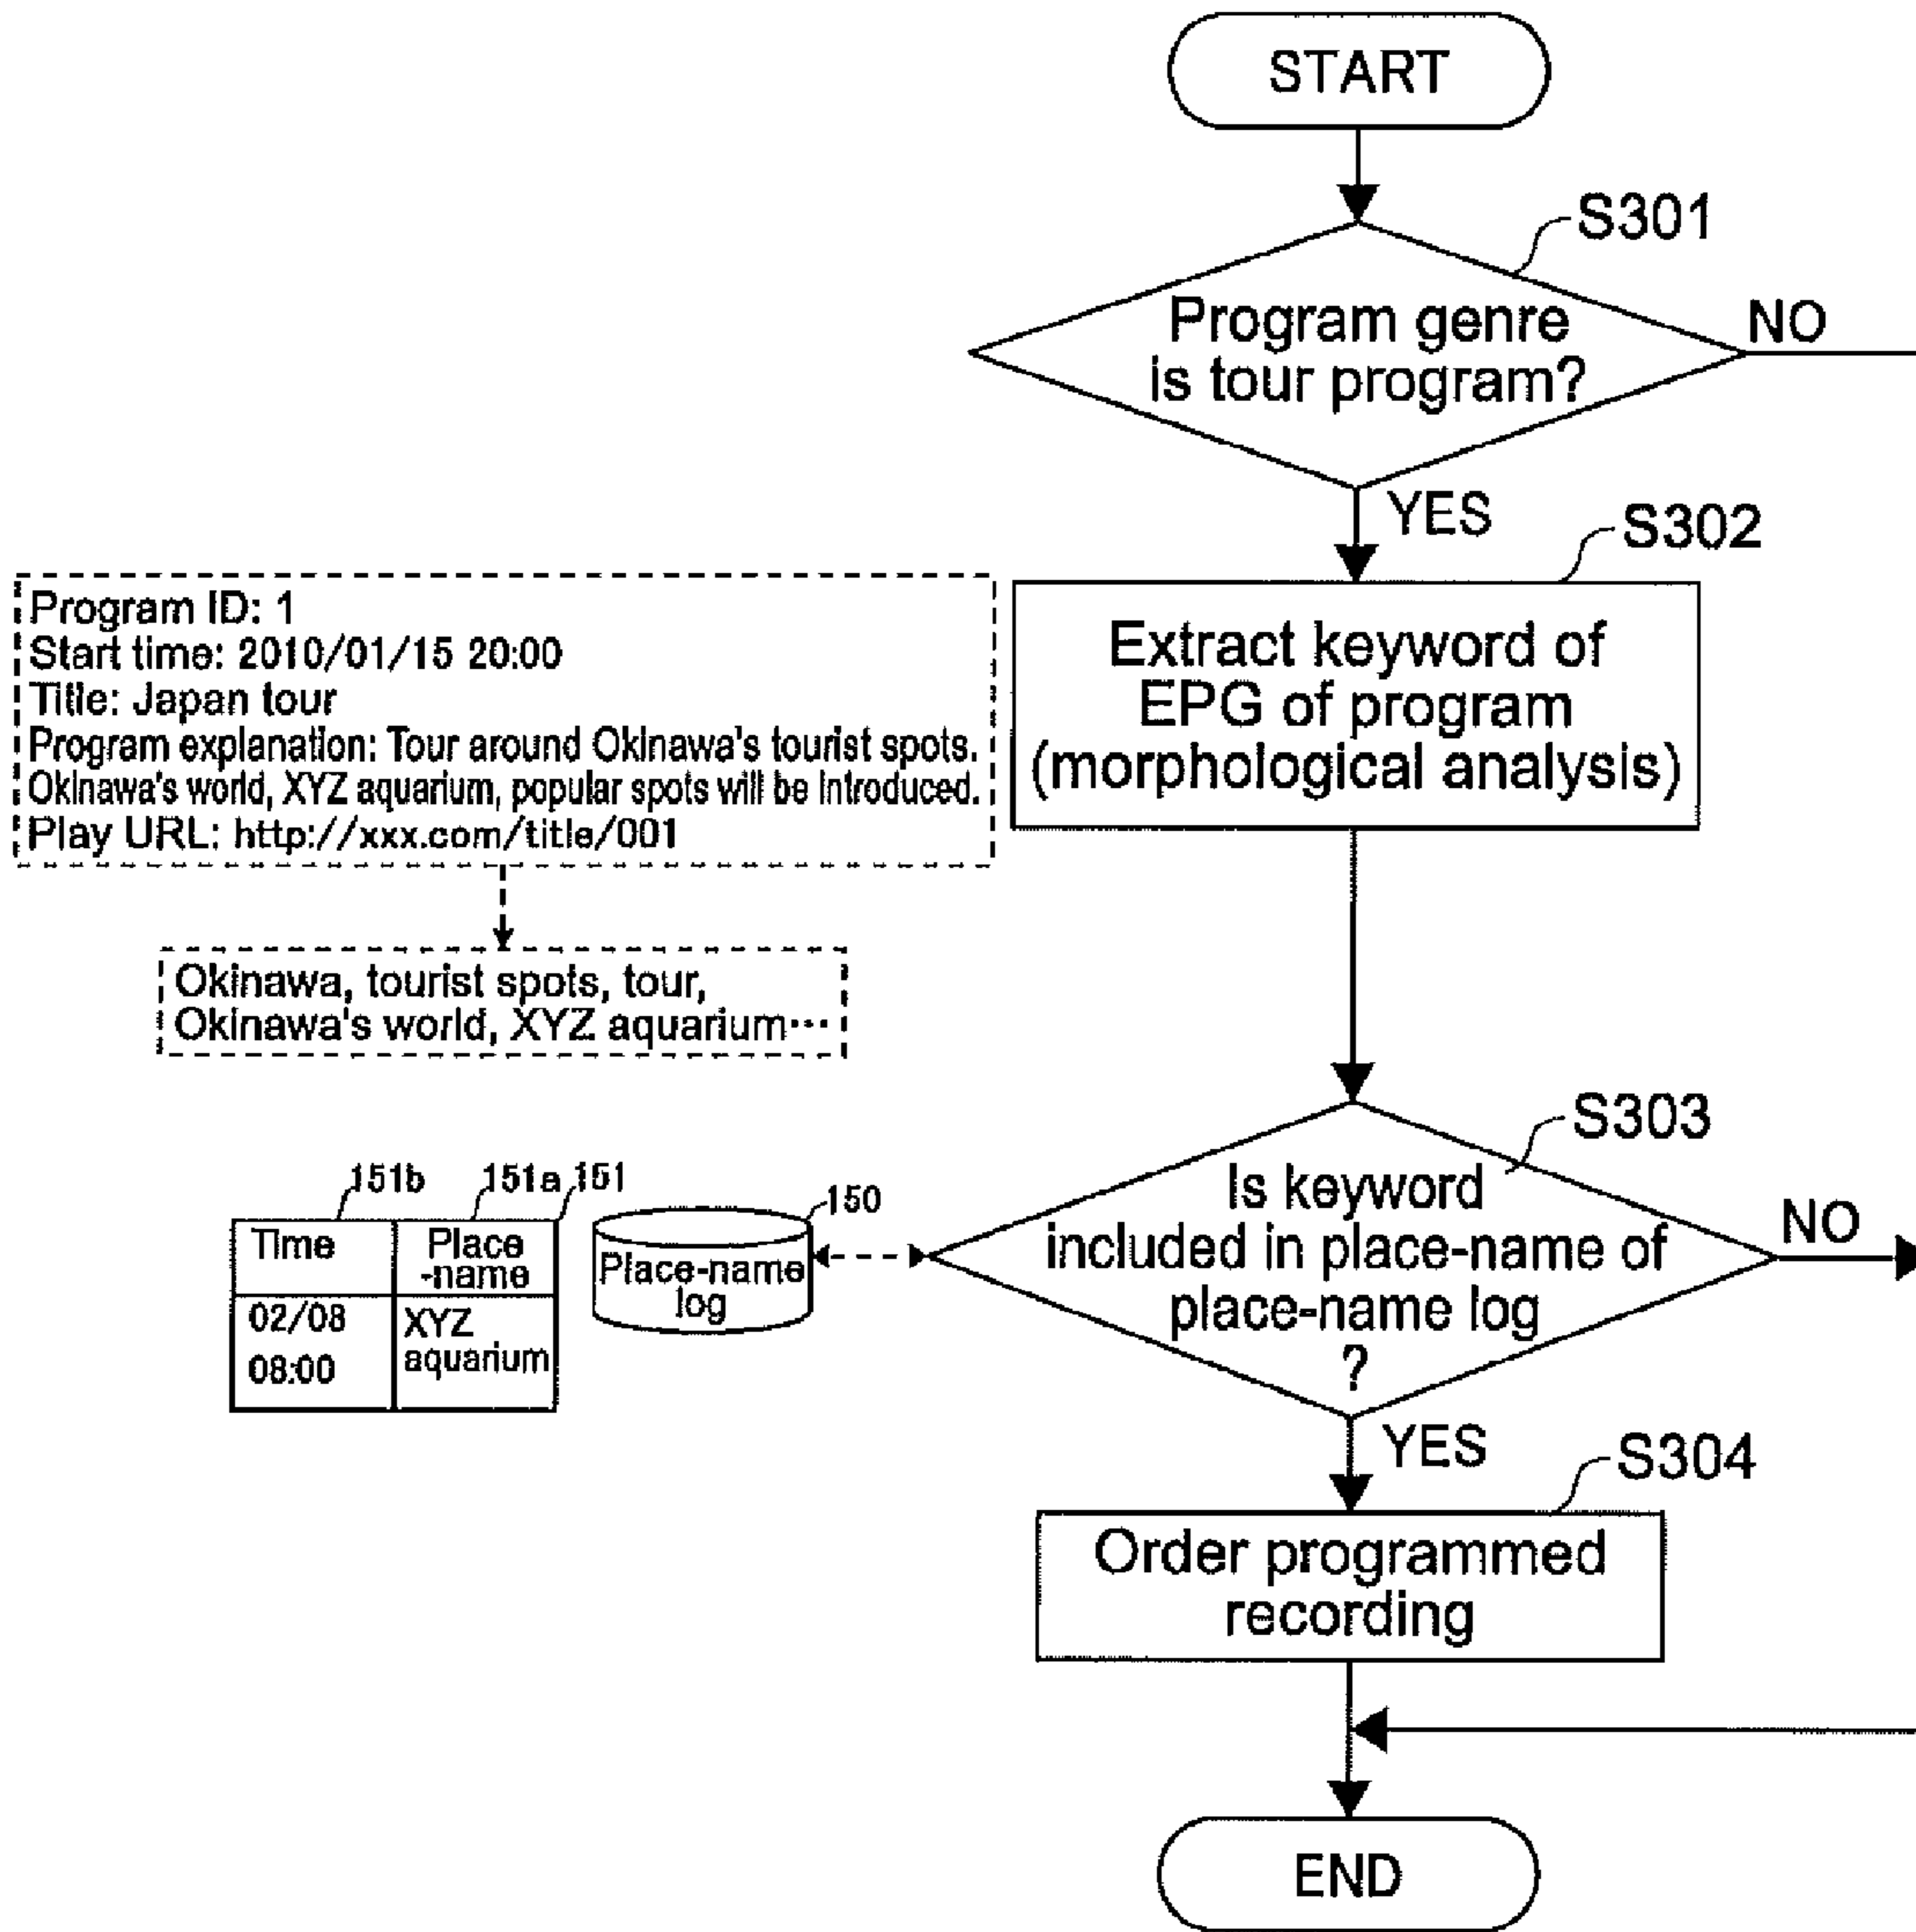 START
S301
Program genre
is tour program?
NO
YES
S302
Program ID: 1
Start time: 2010/01/15 20:00
Title: Japan tour
Program explanation: Tour around Okinawa's tourist spots.
Okinawa's world, XYZ aquarium, popular spots will be introduced.
Play URL: http://xxx.com/title/001
Extract keyword of
EPG of program
(morphological analysis)
Okinawa, tourist spots, tour,
Okinawa's world, XYZ aquarium···
S303
151b 151a 151
Time
Place
-name
02/08
08:00
XYZ
aquarium
150
Place-name
log
Is keyword
included in place-name of
place-name log
?
NO
YES
S304
Order programmed
recording
END